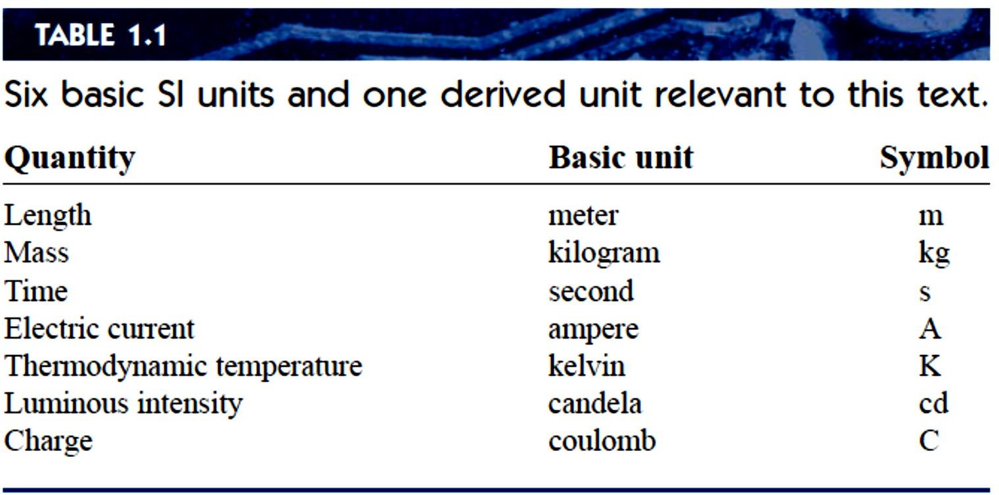 TABLE 1.1
Six basic SI units and one derived unit relevant to this text.
Quantity Basic unit Symbol
Length meter m
Mass kilogram kg
Time second s
Electric current ampere A
Thermodynamic temperature kelvin K
Luminous intensity candela cd
Charge coulomb C